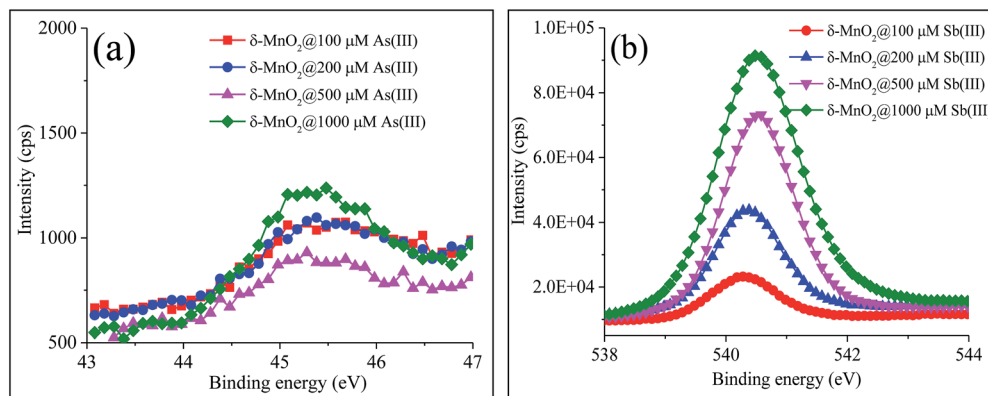 (a)
δ-MnO₂@100 μM As(III)
δ-MnO₂@200 μM As(III)
δ-MnO₂@500 μM As(III)
δ-MnO₂@1000 μM As(III)
Intensity (cps)
2000
1500
1000
500
43 44 45 46 47
Binding energy (eV)
(b)
δ-MnO₂@100 μM Sb(III)
δ-MnO₂@200 μM Sb(III)
δ-MnO₂@500 μM Sb(III)
δ-MnO₂@1000 μM Sb(III)
Intensity (cps)
1.0E+05
8.0E+04
6.0E+04
4.0E+04
2.0E+04
538 540 542 544
Binding energy (eV)